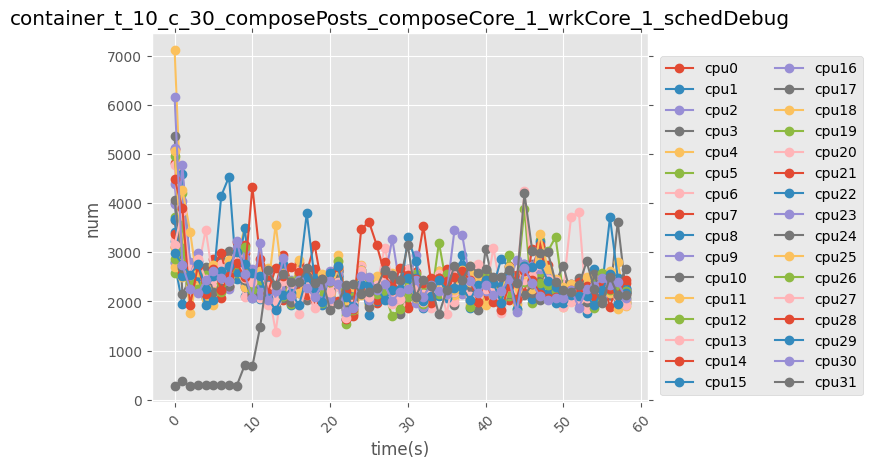 container_t_10_c_30_composePosts_composeCore_1_wrkCore_1_schedDebug
num
7000
6000
5000
4000
3000
2000
1000
0
0
10
20
30
40
50
60
time(s)
cpu0
cpu1
cpu2
cpu3
cpu4
cpu5
cpu6
cpu7
cpu8
cpu9
cpu10
cpu11
cpu12
cpu13
cpu14
cpu15
cpu16
cpu17
cpu18
cpu19
cpu20
cpu21
cpu22
cpu23
cpu24
cpu25
cpu26
cpu27
cpu28
cpu29
cpu30
cpu31